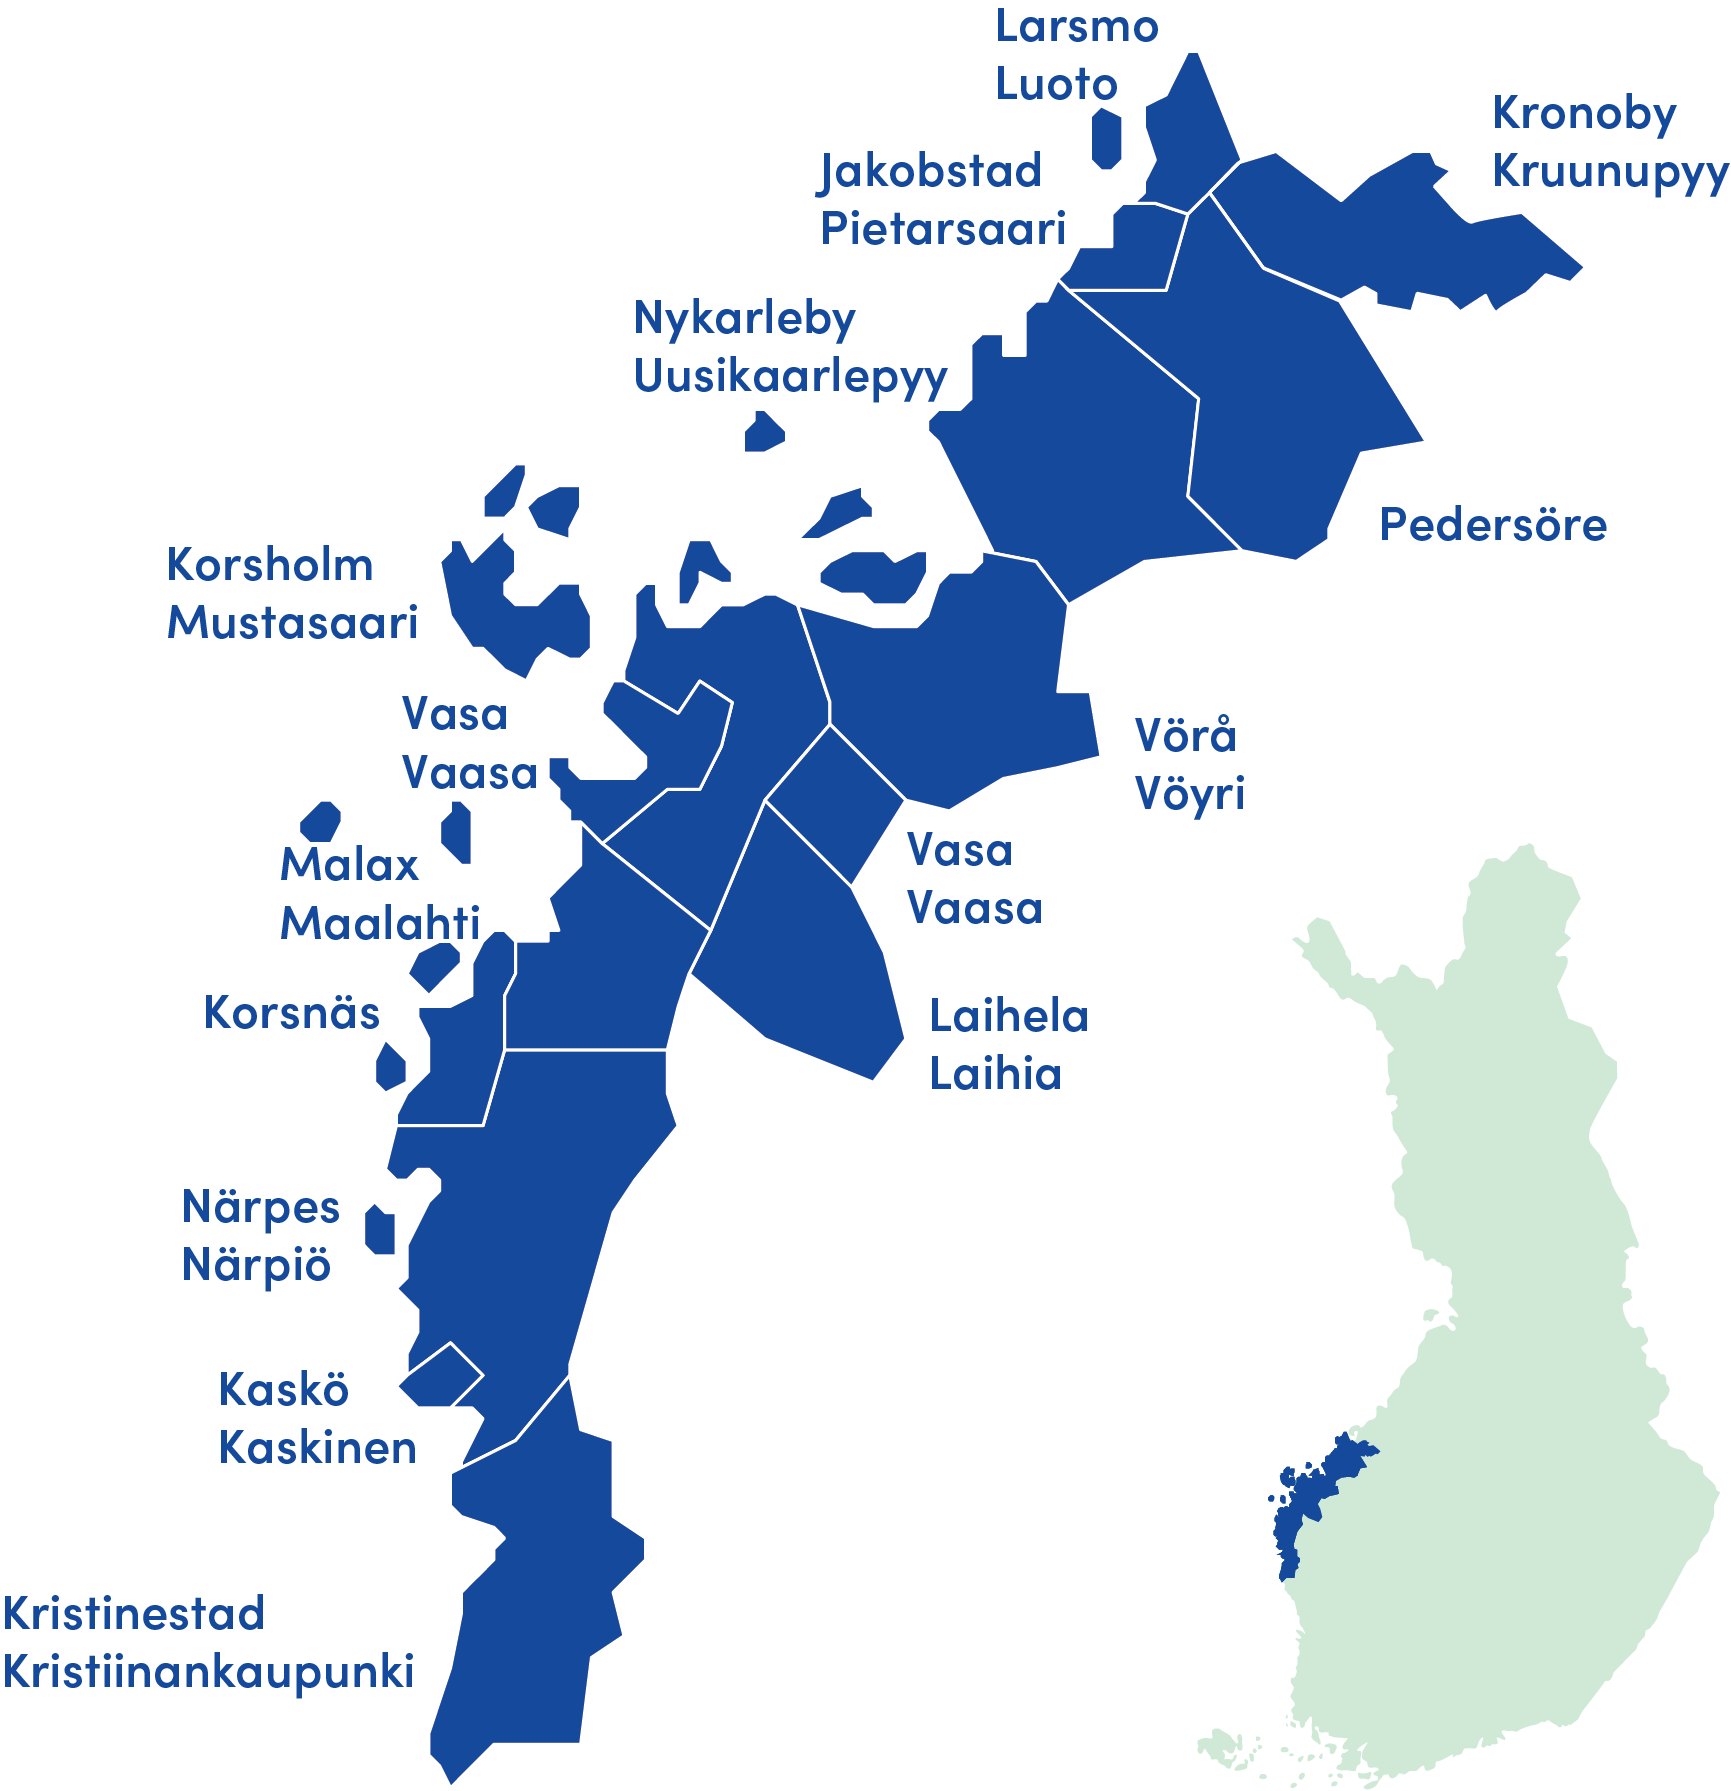 Larsmo
Luoto
Kronoby
Kruunupyy
Jakobstad
Pietarsaari
Nykarleby
Uusikaarlepyy
Pedersöre
Korsholm
Mustasaari
Vasa
Vaasa
Vörå
Vöyri
Vasa
Vaasa
Malax
Maalahti
Korsnäs
Laihela
Laihia
Närpes
Närpiö
Kaskö
Kaskinen
Kristinestad
Kristiinankaupunki